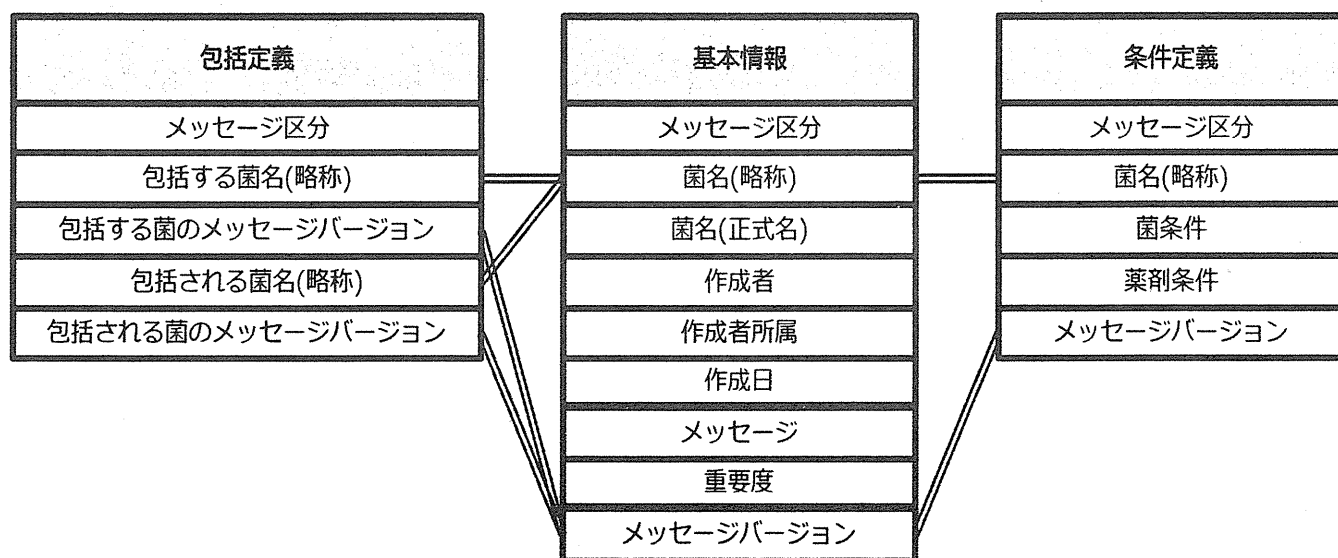 包括定義
メッセージ区分
包括する菌名(略称)
包括する菌のメッセージバージョン
包括される菌名(略称)
包括される菌のメッセージバージョン
基本情報
メッセージ区分
菌名(略称)
菌名(正式名)
作成者
作成者所属
作成日
メッセージ
重要度
メッセージバージョン
条件定義
メッセージ区分
菌名(略称)
菌条件
薬剤条件
メッセージバージョン